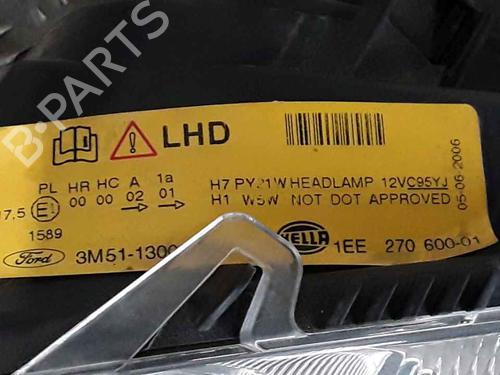 B-PARTS
LHD
PL HR HC A 1a
17.5 E1 00 00 02 01
1589
Ford 3M51-1300
H7 PY21W HEADLAMP 12V C95YJ
H1 W5W NOT DOT APPROVED
HELLA 1EE 270 600-01
05-06-2006